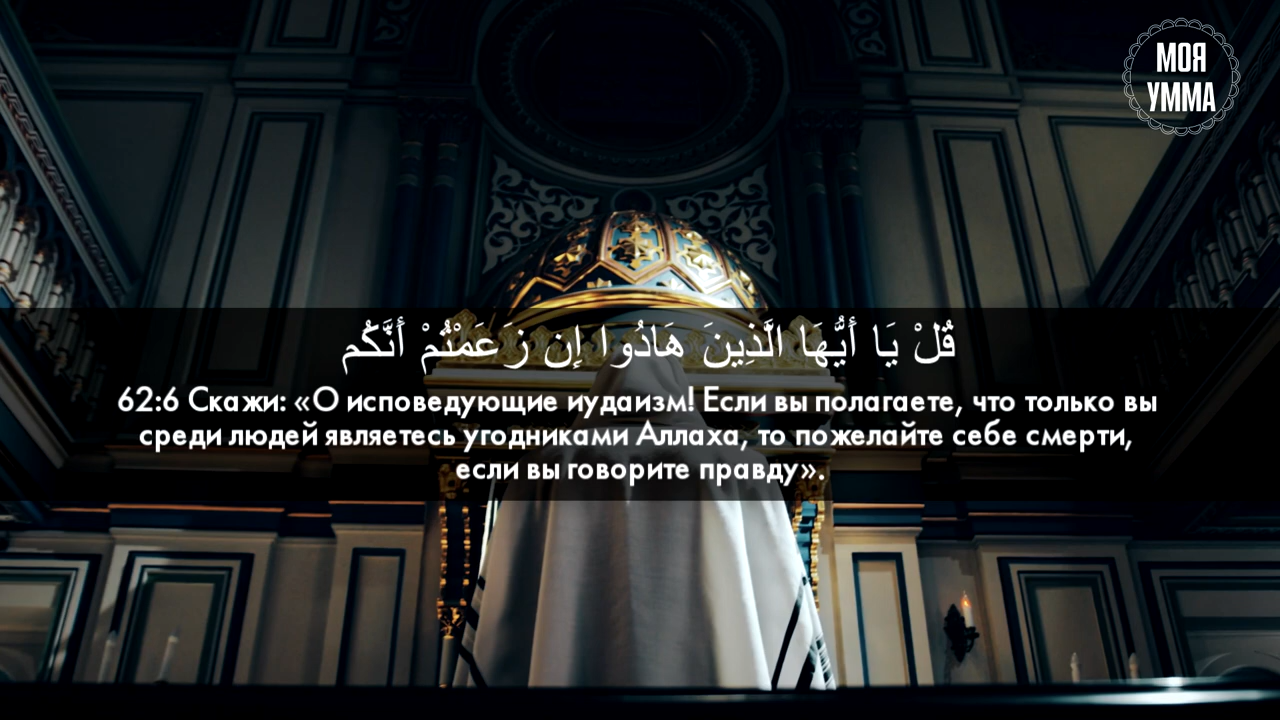 МОЯ
УММА
قُلْ يَا أَيُّهَا الَّذِينَ هَادُوا إِن زَعَمْتُمْ أَنَّكُم
62:6 Скажи: «О исповедующие иудаизм! Если вы полагаете, что только вы
среди людей являетесь угодниками Аллаха, то пожелайте себе смерти,
если вы говорите правду».